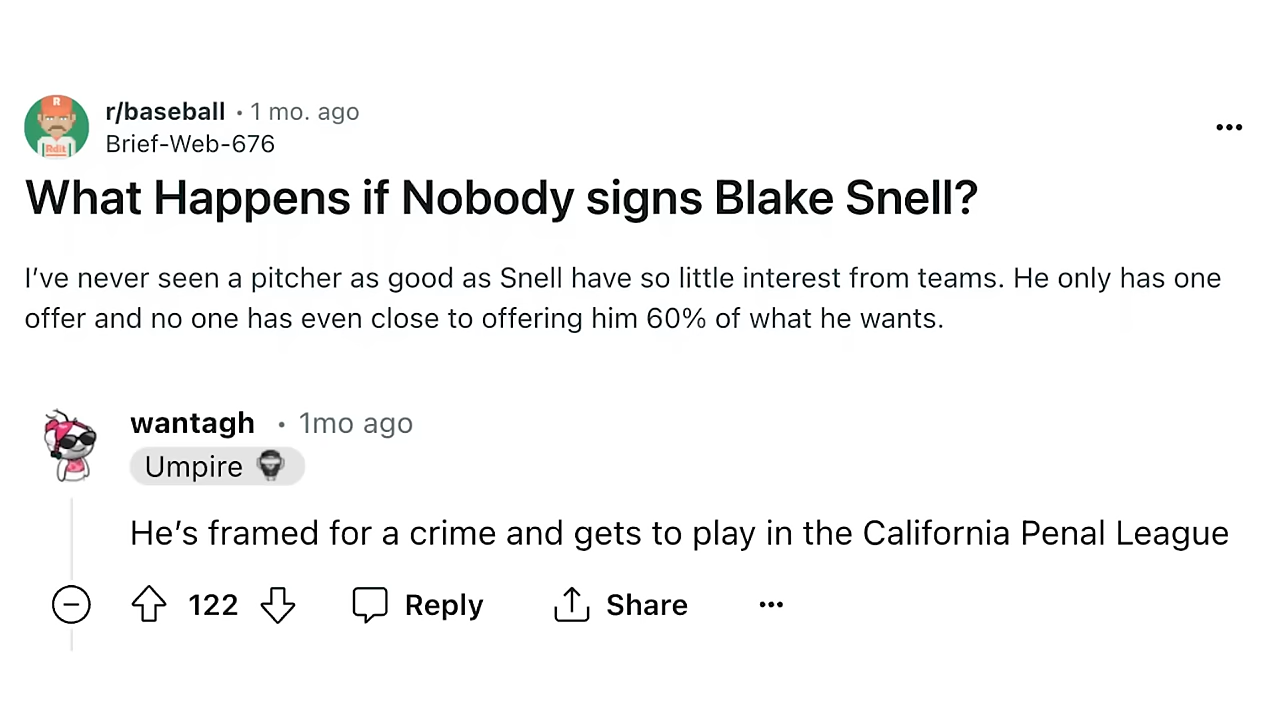 r/baseball • 1 mo. ago
Brief-Web-676
What Happens if Nobody signs Blake Snell?
I’ve never seen a pitcher as good as Snell have so little interest from teams. He only has one
offer and no one has even close to offering him 60% of what he wants.
wantagh • 1mo ago
Umpire
He’s framed for a crime and gets to play in the California Penal League
122 Reply Share
R
Rdit